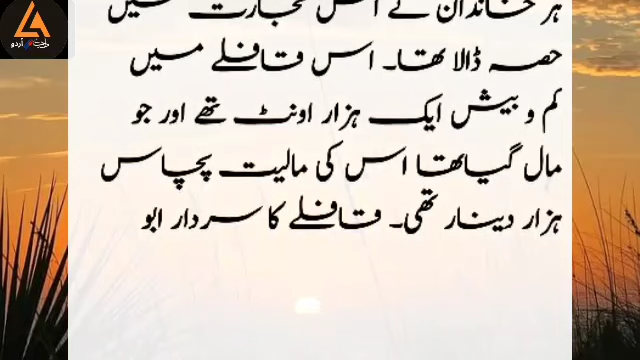 ہر خاندان نے اس تجارت میں
حصہ ڈالا تھا۔ اس قافلے میں
کم و بیش ایک ہزار اونٹ تھے اور جو
مال گیا تھا اس کی مالیت پچاس
ہزار دینار تھی۔ قافلے کا سردار ابو